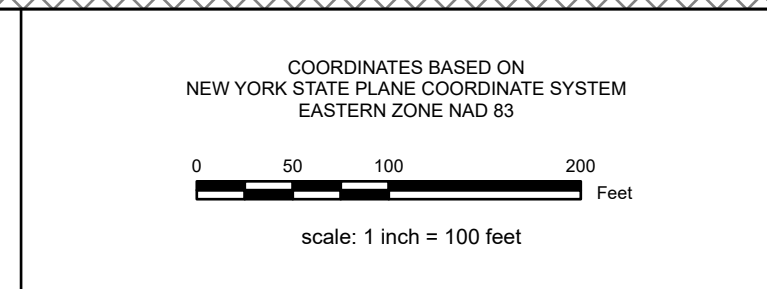 COORDINATES BASED ON
NEW YORK STATE PLANE COORDINATE SYSTEM
EASTERN ZONE NAD 83
0 50 100 200
Feet
scale: 1 inch = 100 feet